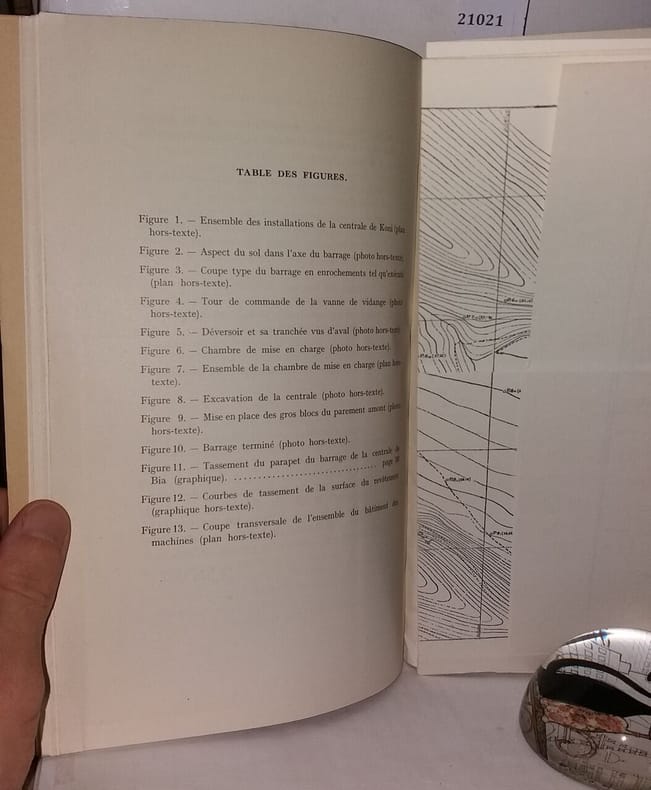 21021
TABLE DES FIGURES.
Figure 1. — Ensemble des installations de la centrale de Koni (plan
hors-texte).
Figure 2. — Aspect du sol dans l'axe du barrage (photo hors-texte).
Figure 3. — Coupe type du barrage en enrochements tel qu'exécuté
(plan hors-texte).
Figure 4. — Tour de commande de la vanne de vidange (photo
hors-texte).
Figure 5. — Déversoir et sa tranchée vus d'aval (photo hors-texte).
Figure 6. — Chambre de mise en charge (photo hors-texte).
Figure 7. — Ensemble de la chambre de mise en charge (plan hors-
texte).
Figure 8. — Excavation de la centrale (photo hors-texte).
Figure 9. — Mise en place des gros blocs du parement amont (photo
hors-texte).
Figure 10. — Barrage terminé (photo hors-texte).
Figure 11. — Tassement du parapet du barrage de la centrale de
Bia (graphique). . . . . . . . . . . . . . . . . . . . . . . . . . . page
Figure 12. — Courbes de tassement de la surface du revêtement
(graphique hors-texte).
Figure 13. — Coupe transversale de l'ensemble du bâtiment des
machines (plan hors-texte).